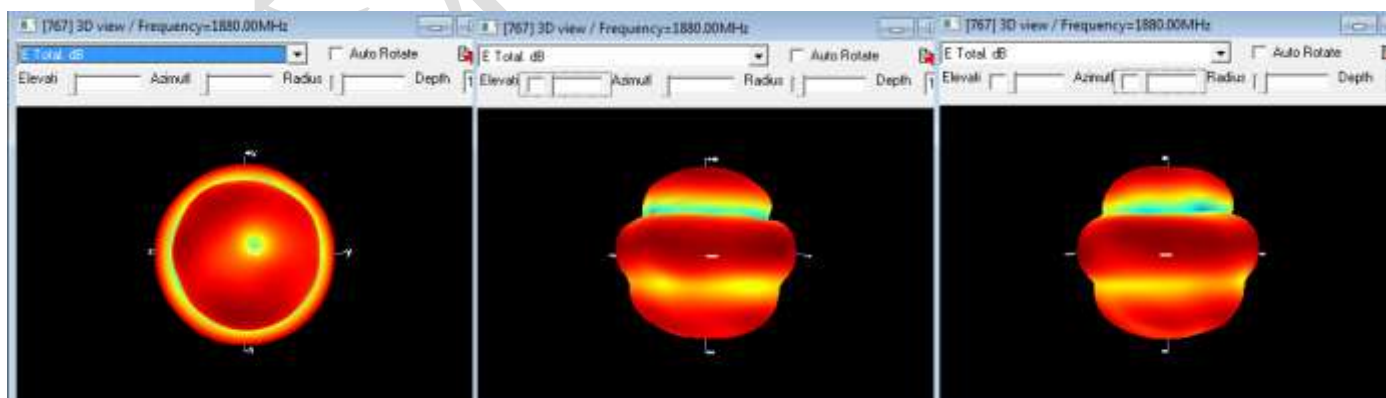 [767] 3D view / Frequency=1880.00MHz
E Total. dB
Auto Rotate
Elevati
Azimutl
Radius
Depth
[767] 3D view / Frequency=1880.00MHz
E Total. dB
Auto Rotate
Elevati
Azimutl
Radius
Depth
[767] 3D view / Frequency=1880.00MHz
E Total. dB
Auto Rotate
Elevati
Azimutl
Radius
Depth